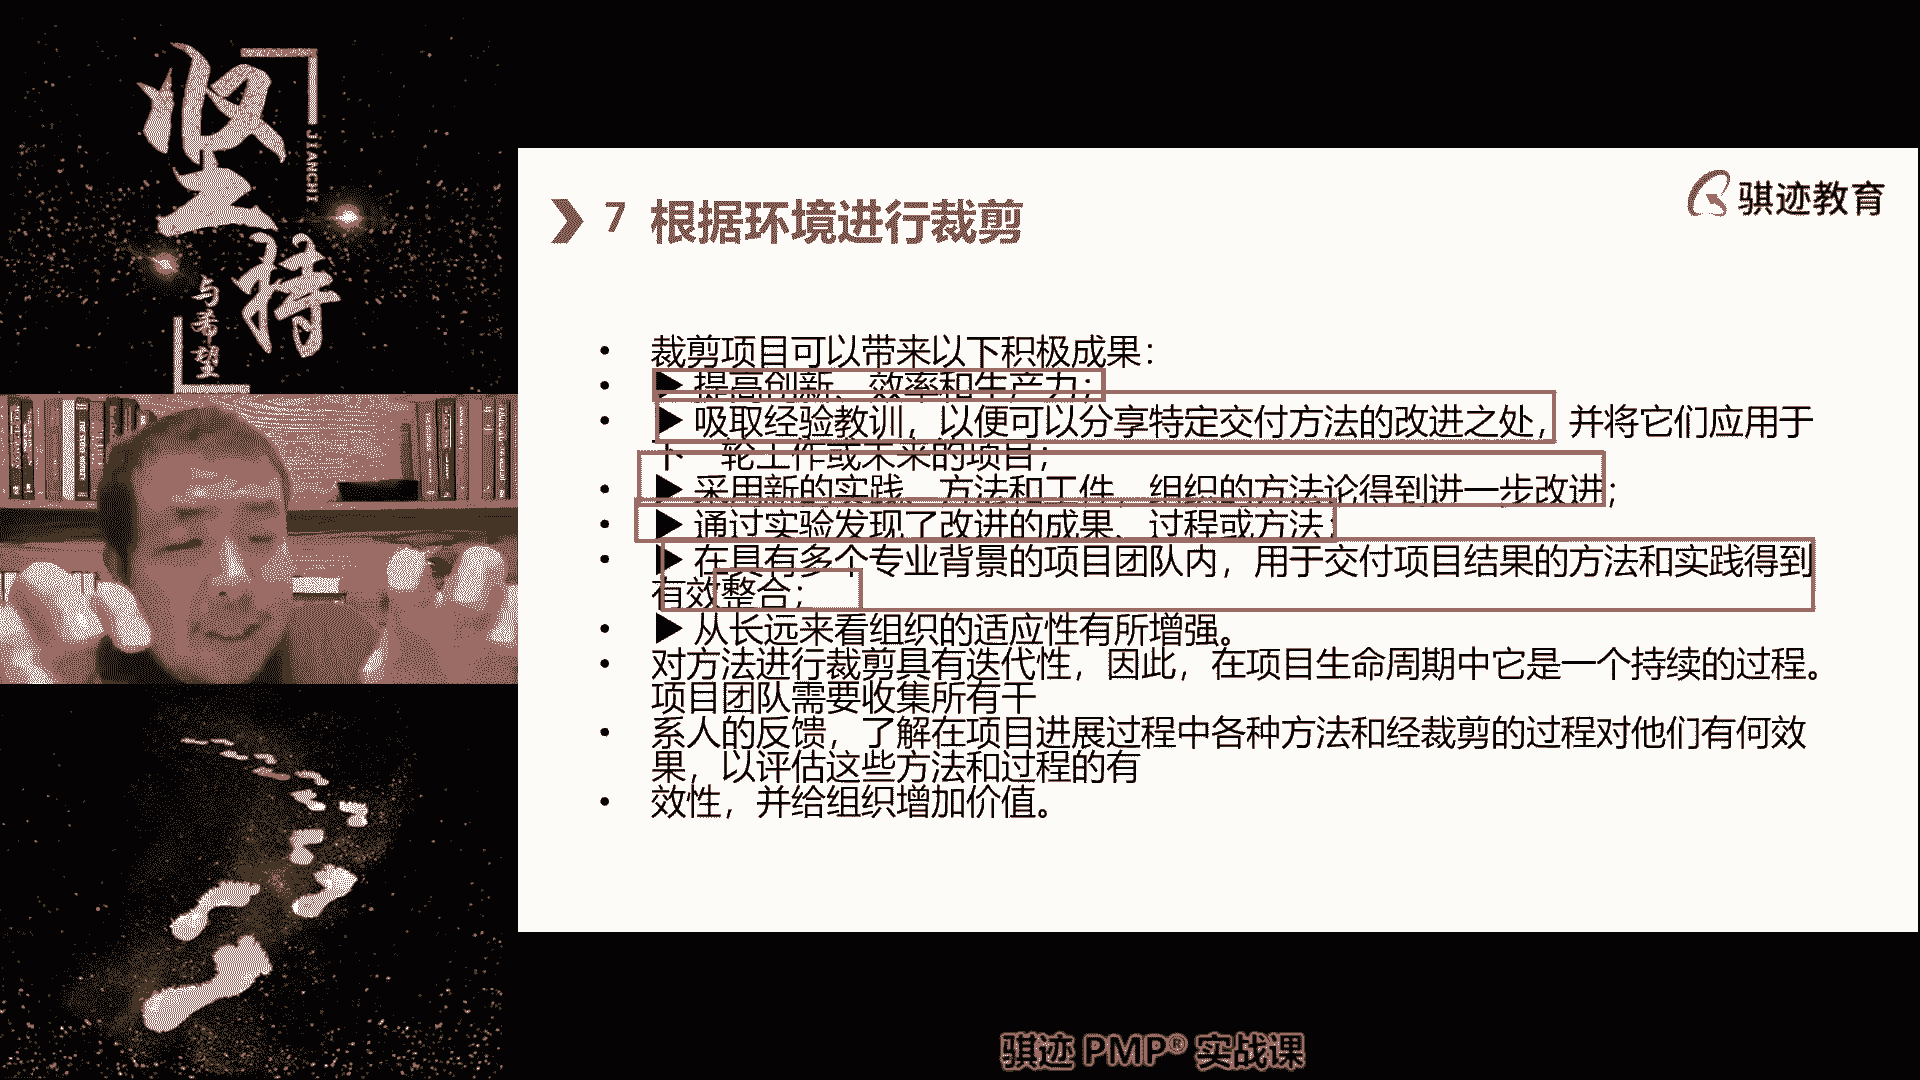 坚持
JIANCHI
与希望
7 根据环境进行裁剪
骐迹教育
• 裁剪项目可以带来以下积极成果：
• ▶ 提高创新、效率和生产力；
• ▶ 吸取经验教训，以便可以分享特定交付方法的改进之处，并将它们应用于
下一轮工作或未来的项目；
• ▶ 采用新的实践、方法和工件，组织的方法论得到进一步改进；
• ▶ 通过实验发现了改进的成果、过程或方法；
• ▶ 在具有多个专业背景的项目团队内，用于交付项目结果的方法和实践得到
有效整合；
• ▶ 从长远来看组织的适应性有所增强。
• 对方法进行裁剪具有迭代性，因此，在项目生命周期中它是一个持续的过程。
项目团队需要收集所有干
• 系人的反馈，了解在项目进展过程中各种方法和经裁剪的过程对他们有何效
果，以评估这些方法和过程的有
• 效性，并给组织增加价值。
骐迹 PMP® 实战课